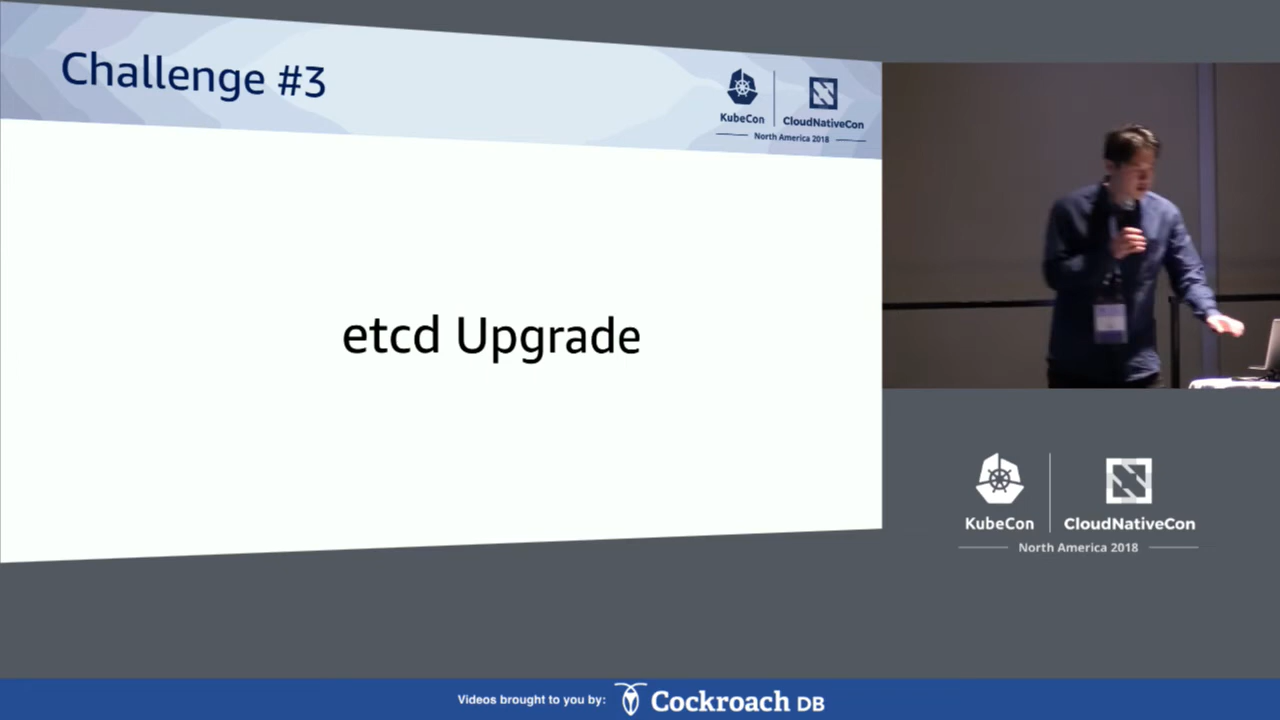 Challenge #3
KubeCon
CloudNativeCon
North America 2018
etcd Upgrade
KubeCon
CloudNativeCon
North America 2018
Videos brought to you by:
Cockroach DB